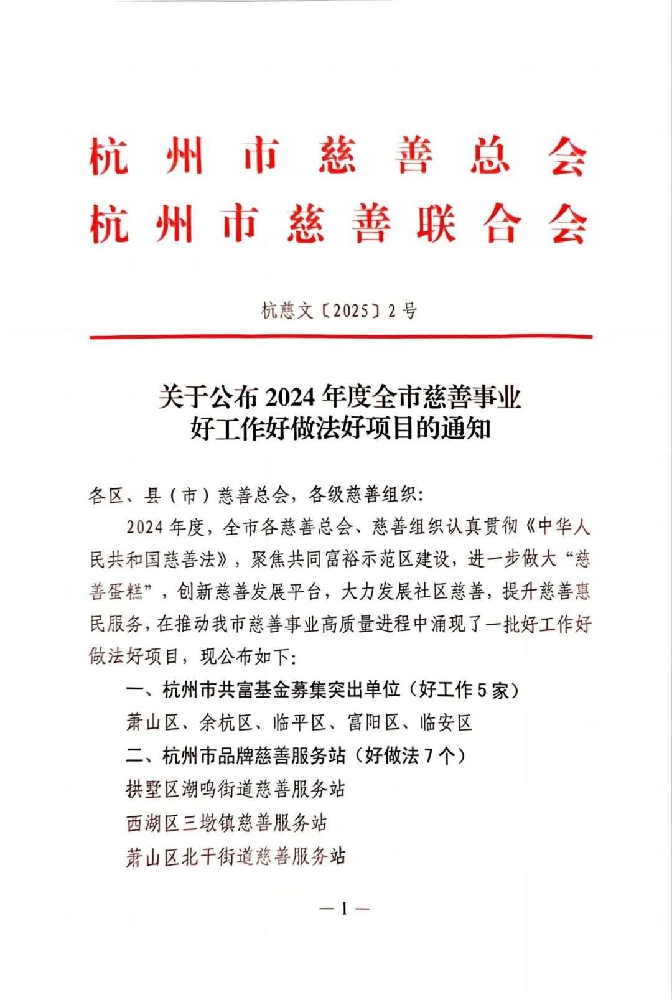 杭州市慈善总会
杭州市慈善联合会
杭慈文〔2025〕2号
关于公布2024年度全市慈善事业
好工作好做法好项目的通知
各区、县（市）慈善总会，各级慈善组织：
2024年度，全市各慈善总会、慈善组织认真贯彻《中华人
民共和国慈善法》，聚焦共同富裕示范区建设，进一步做大“慈
善蛋糕”，创新慈善发展平台，大力发展社区慈善，提升慈善惠
民服务，在推动我市慈善事业高质量进程中涌现了一批好工作好
做法好项目，现公布如下：
一、杭州市共富基金募集突出单位（好工作5家）
萧山区、余杭区、临平区、富阳区、临安区
二、杭州市品牌慈善服务站（好做法7个）
拱墅区潮鸣街道慈善服务站
西湖区三墩镇慈善服务站
萧山区北干街道慈善服务站
— 1 —